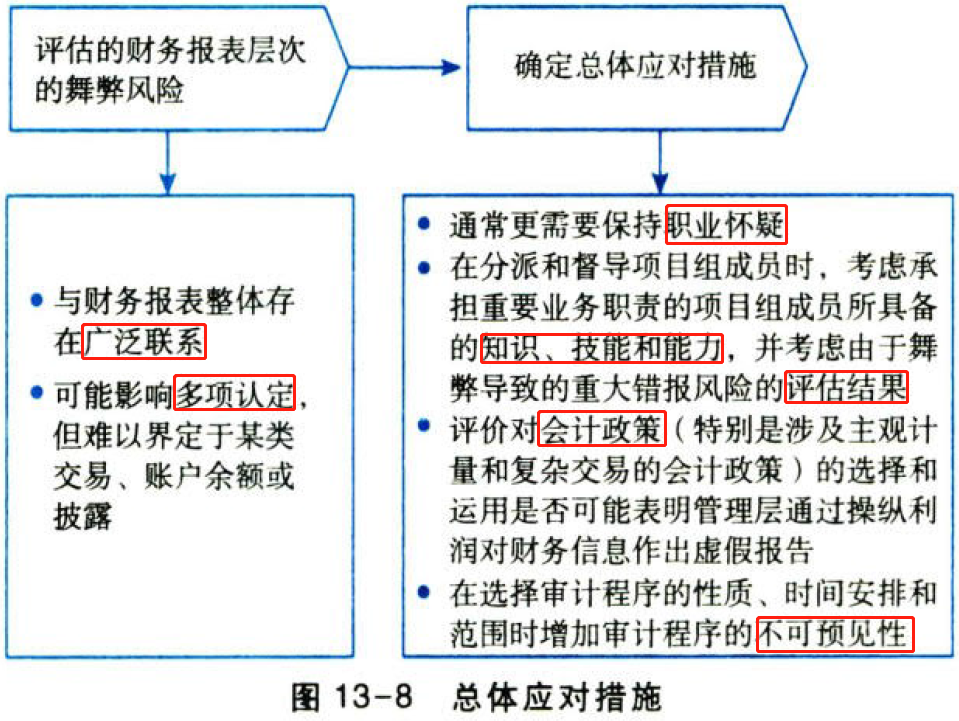 评估的财务报表层次
的舞弊风险
确定总体应对措施
与财务报表整体存
在广泛联系
可能影响多项认定，
但难以界定于某类
交易、账户余额或
披露
通常更需要保持职业怀疑
在分派和督导项目组成员时，考虑承
担重要业务职责的项目组成员所具备
的知识、技能和能力，并考虑由于舞
弊导致的重大错报风险的评估结果
评价对会计政策（特别是涉及主观计
量和复杂交易的会计政策）的选择和
运用是否可能表明管理层通过操纵利
润对财务信息作出虚假报告
在选择审计程序的性质、时间安排和
范围时增加审计程序的不可预见性
图 13-8 总体应对措施